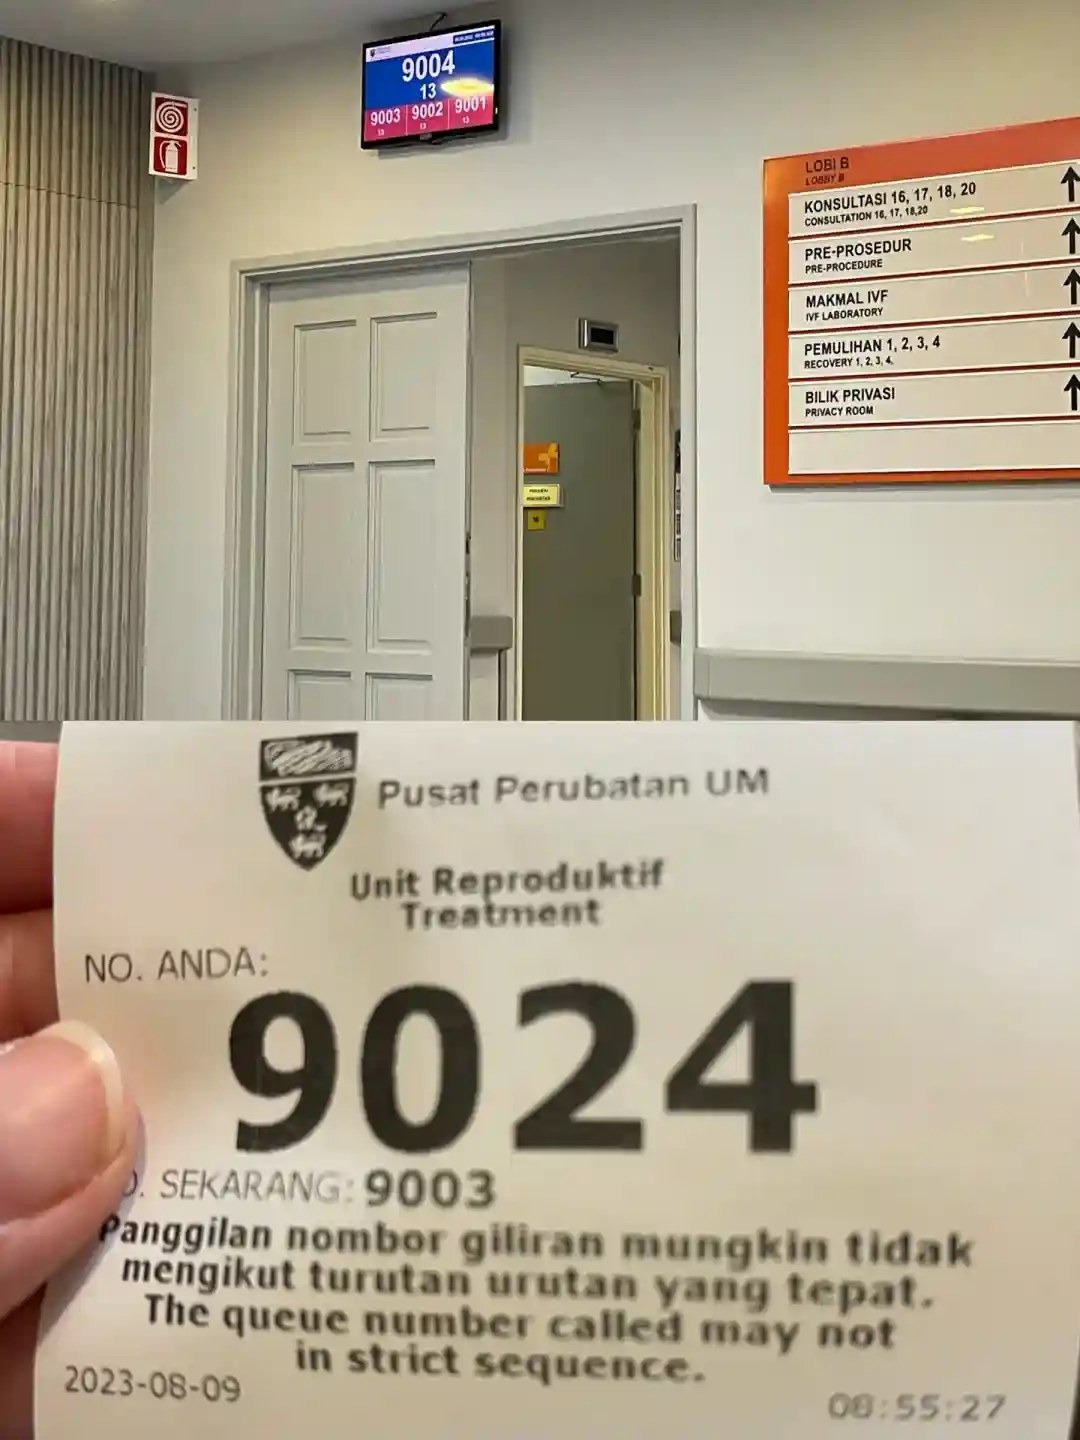 9004
13
9003 9002 9001
13 13 13
LOBI B
LOBBY B
KONSULTASI 16, 17, 18, 20
CONSULTATION 16, 17, 18,20
PRE-PROSEDUR
PRE-PROCEDURE
MAKMAL IVF
IVF LABORATORY
PEMULIHAN 1, 2, 3, 4
RECOVERY 1, 2, 3, 4,
BILIK PRIVASI
PRIVACY ROOM
Pusat Perubatan UM
Unit Reproduktif
Treatment
NO. ANDA:
9024
SEKARANG: 9003
Panggilan nombor giliran mungkin tidak
mengikut turutan urutan yang tepat.
The queue number called may not
in strict sequence.
2023-08-09 08:55:27